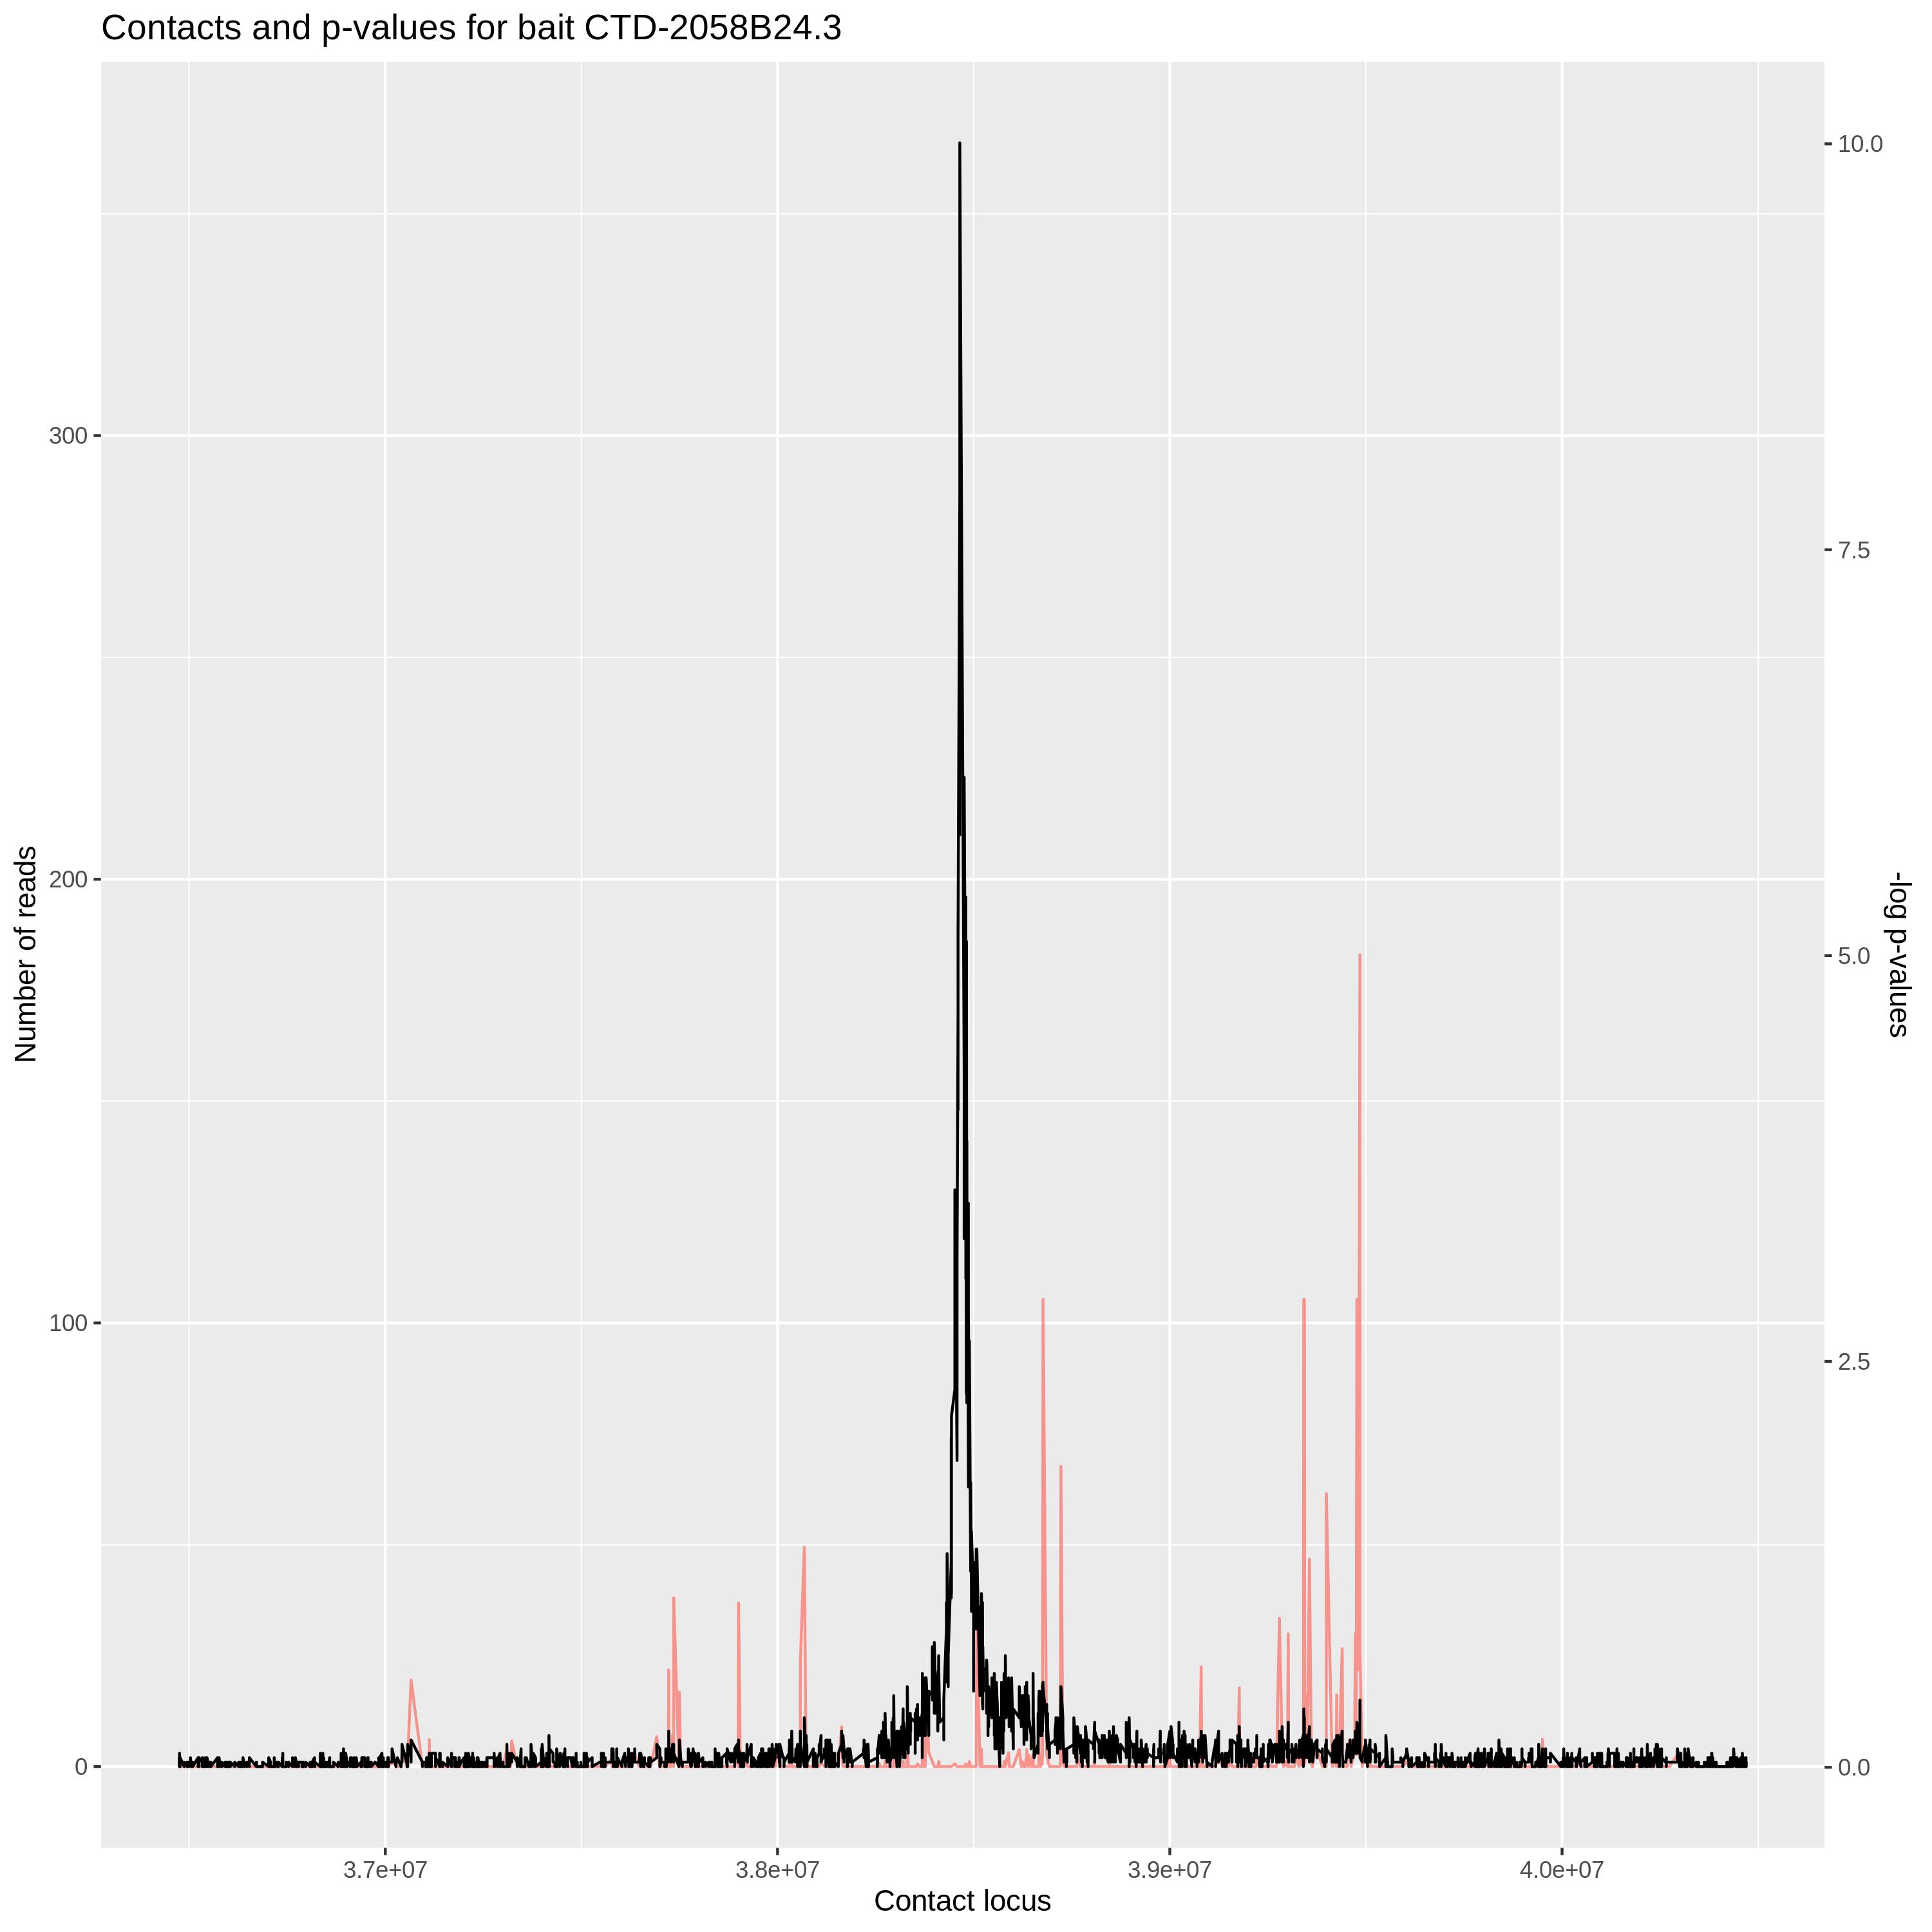 Contacts and p-values for bait CTD-2058B24.3
Number of reads
300
200
100
0
10.0
7.5
5.0
2.5
0.0
-log p-values
3.7e+07
3.8e+07
3.9e+07
4.0e+07
Contact locus